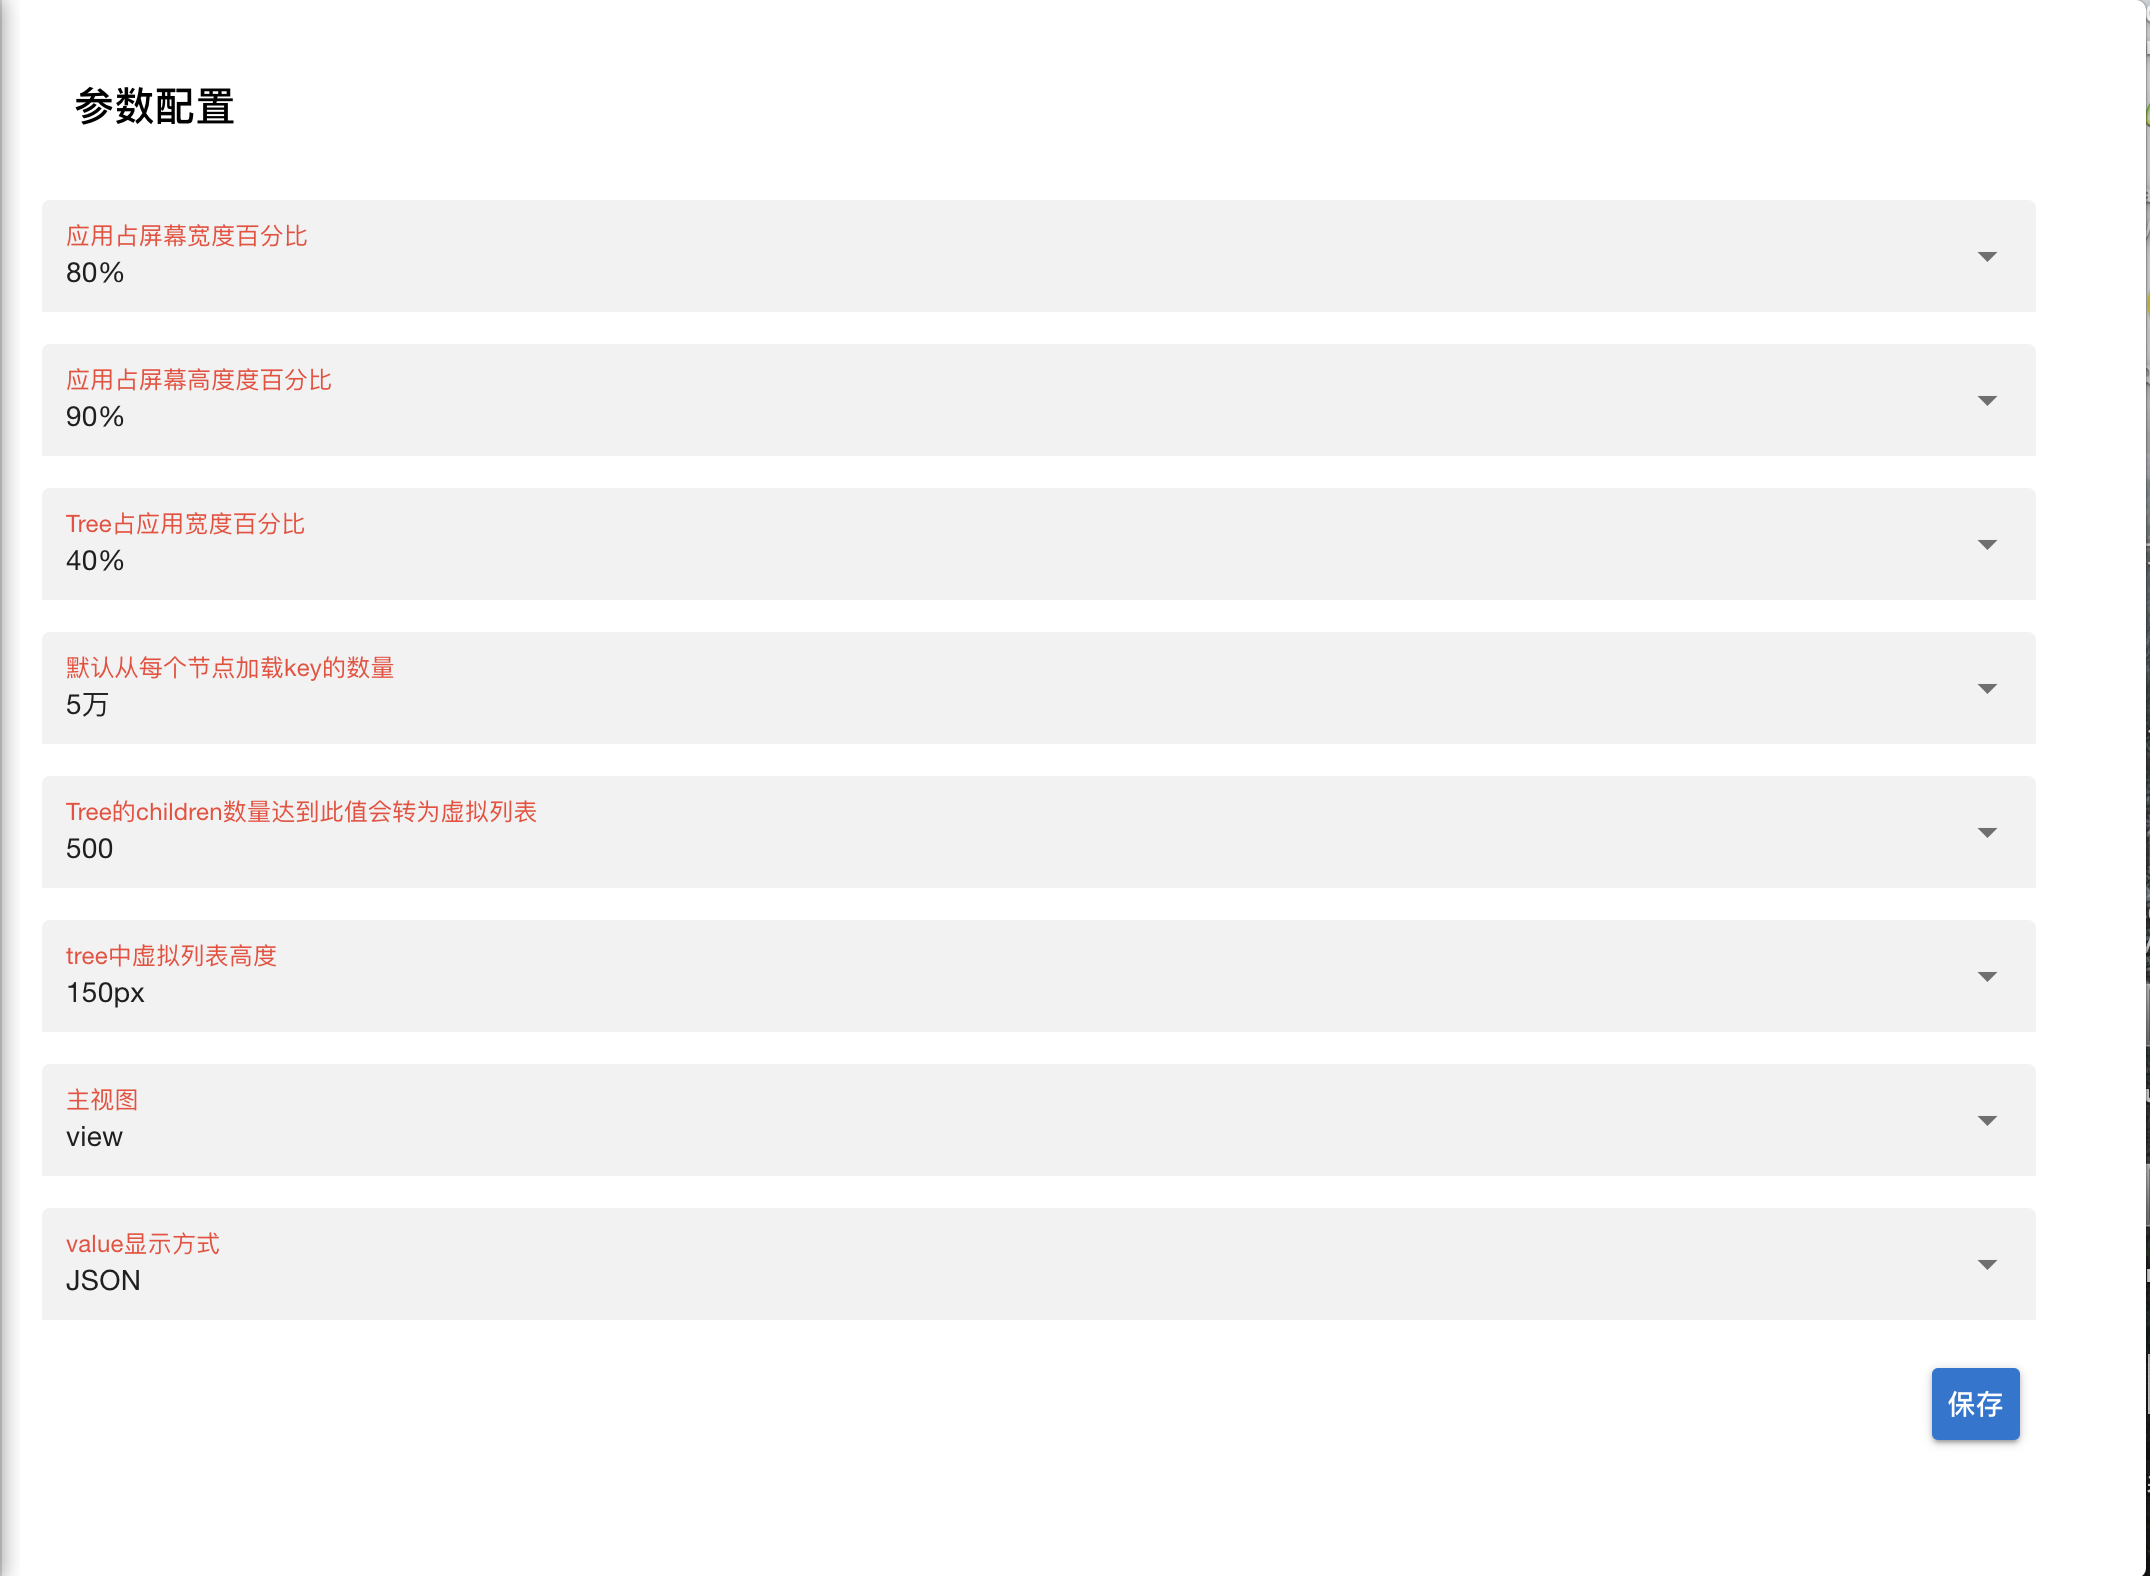 参数配置
应用占屏幕宽度百分比
80%
应用占屏幕高度度百分比
90%
Tree占应用宽度百分比
40%
默认从每个节点加载key的数量
5万
Tree的children数量达到此值会转为虚拟列表
500
tree中虚拟列表高度
150px
主视图
view
value显示方式
JSON
保存